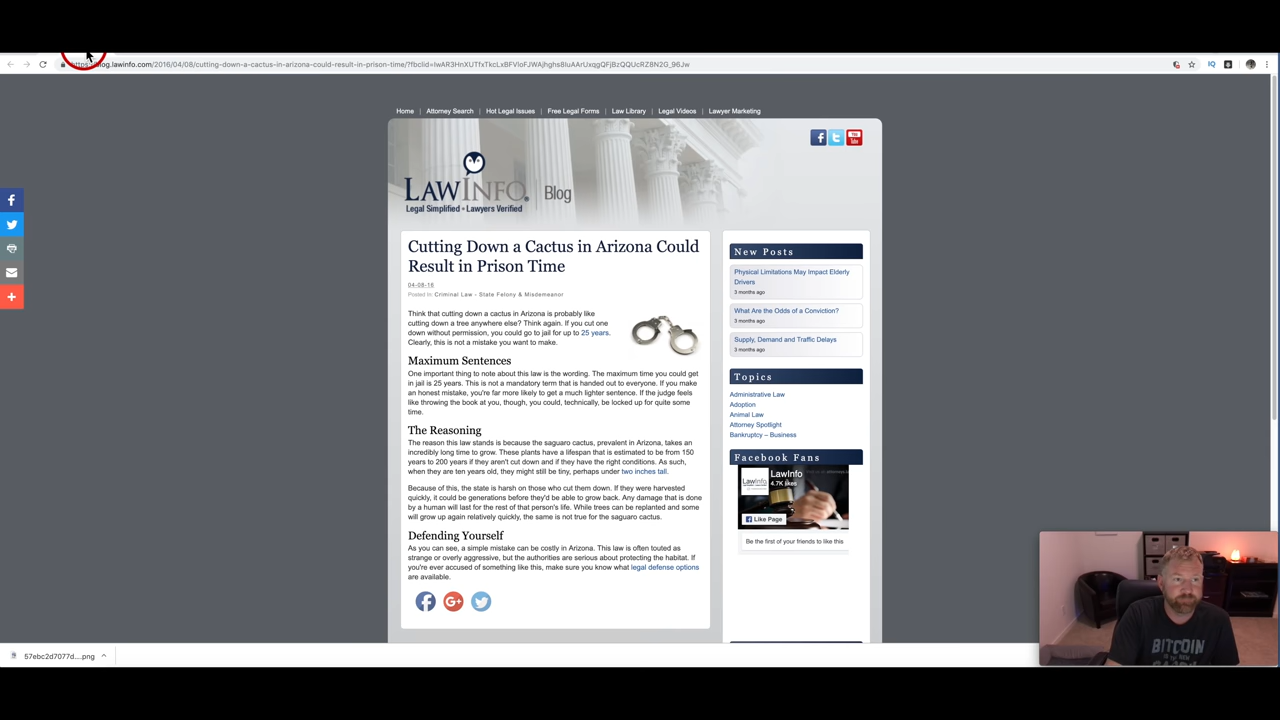 blog.lawinfo.com/2016/04/08/cutting-down-a-cactus-in-arizona-could-result-in-prison-time/
Home | Attorney Search | Hot Legal Issues | Free Legal Forms | Law Library | Legal Videos | Lawyer Marketing
LAWINFO. | Blog
Legal Simplified • Lawyers Verified
Cutting Down a Cactus in Arizona Could
Result in Prison Time
04-08-16
Posted In: Criminal Law - State Felony & Misdemeanor
Think that cutting down a cactus in Arizona is probably like
cutting down a tree anywhere else? Think again. If you cut one
down without permission, you could go to jail for up to 25 years.
Clearly, this is not a mistake you want to make.
Maximum Sentences
One important thing to note about this law is the wording. The maximum time you could get
in jail is 25 years. This is not a mandatory term that is handed out to everyone. If you make
an honest mistake, you're far more likely to get a much lighter sentence. If the judge feels
like throwing the book at you, though, you could, technically, be locked up for quite some
time.
The Reasoning
The reason this law stands is because the saguaro cactus, prevalent in Arizona, takes an
incredibly long time to grow. These plants have a lifespan that is estimated to be from 150
years to 200 years if they aren't cut down and if they have the right conditions. As such,
when they are ten years old, they might still be tiny, perhaps under two inches tall.
Because of this, the state is harsh on those who cut them down. If they were harvested
quickly, it could be generations before they'd be able to grow back. Any damage that is done
by a human will last for the rest of that person's life. While trees can be replanted and some
will grow up again relatively quickly, the same is not true for the saguaro cactus.
Defending Yourself
As you can see, a simple mistake can be costly in Arizona. This law is often touted as
strange or overly aggressive, but the authorities are serious about protecting the habitat. If
you're ever accused of something like this, make sure you know what legal defense options
are available.
New Posts
Physical Limitations May Impact Elderly
Drivers
3 months ago
What Are the Odds of a Conviction?
3 months ago
Supply, Demand and Traffic Delays
3 months ago
Topics
Administrative Law
Adoption
Animal Law
Attorney Spotlight
Bankruptcy – Business
Facebook Fans
LawInfo
4.7K likes
Like Page
Be the first of your friends to like this
57ebc2d7077d....png
BITCOIN